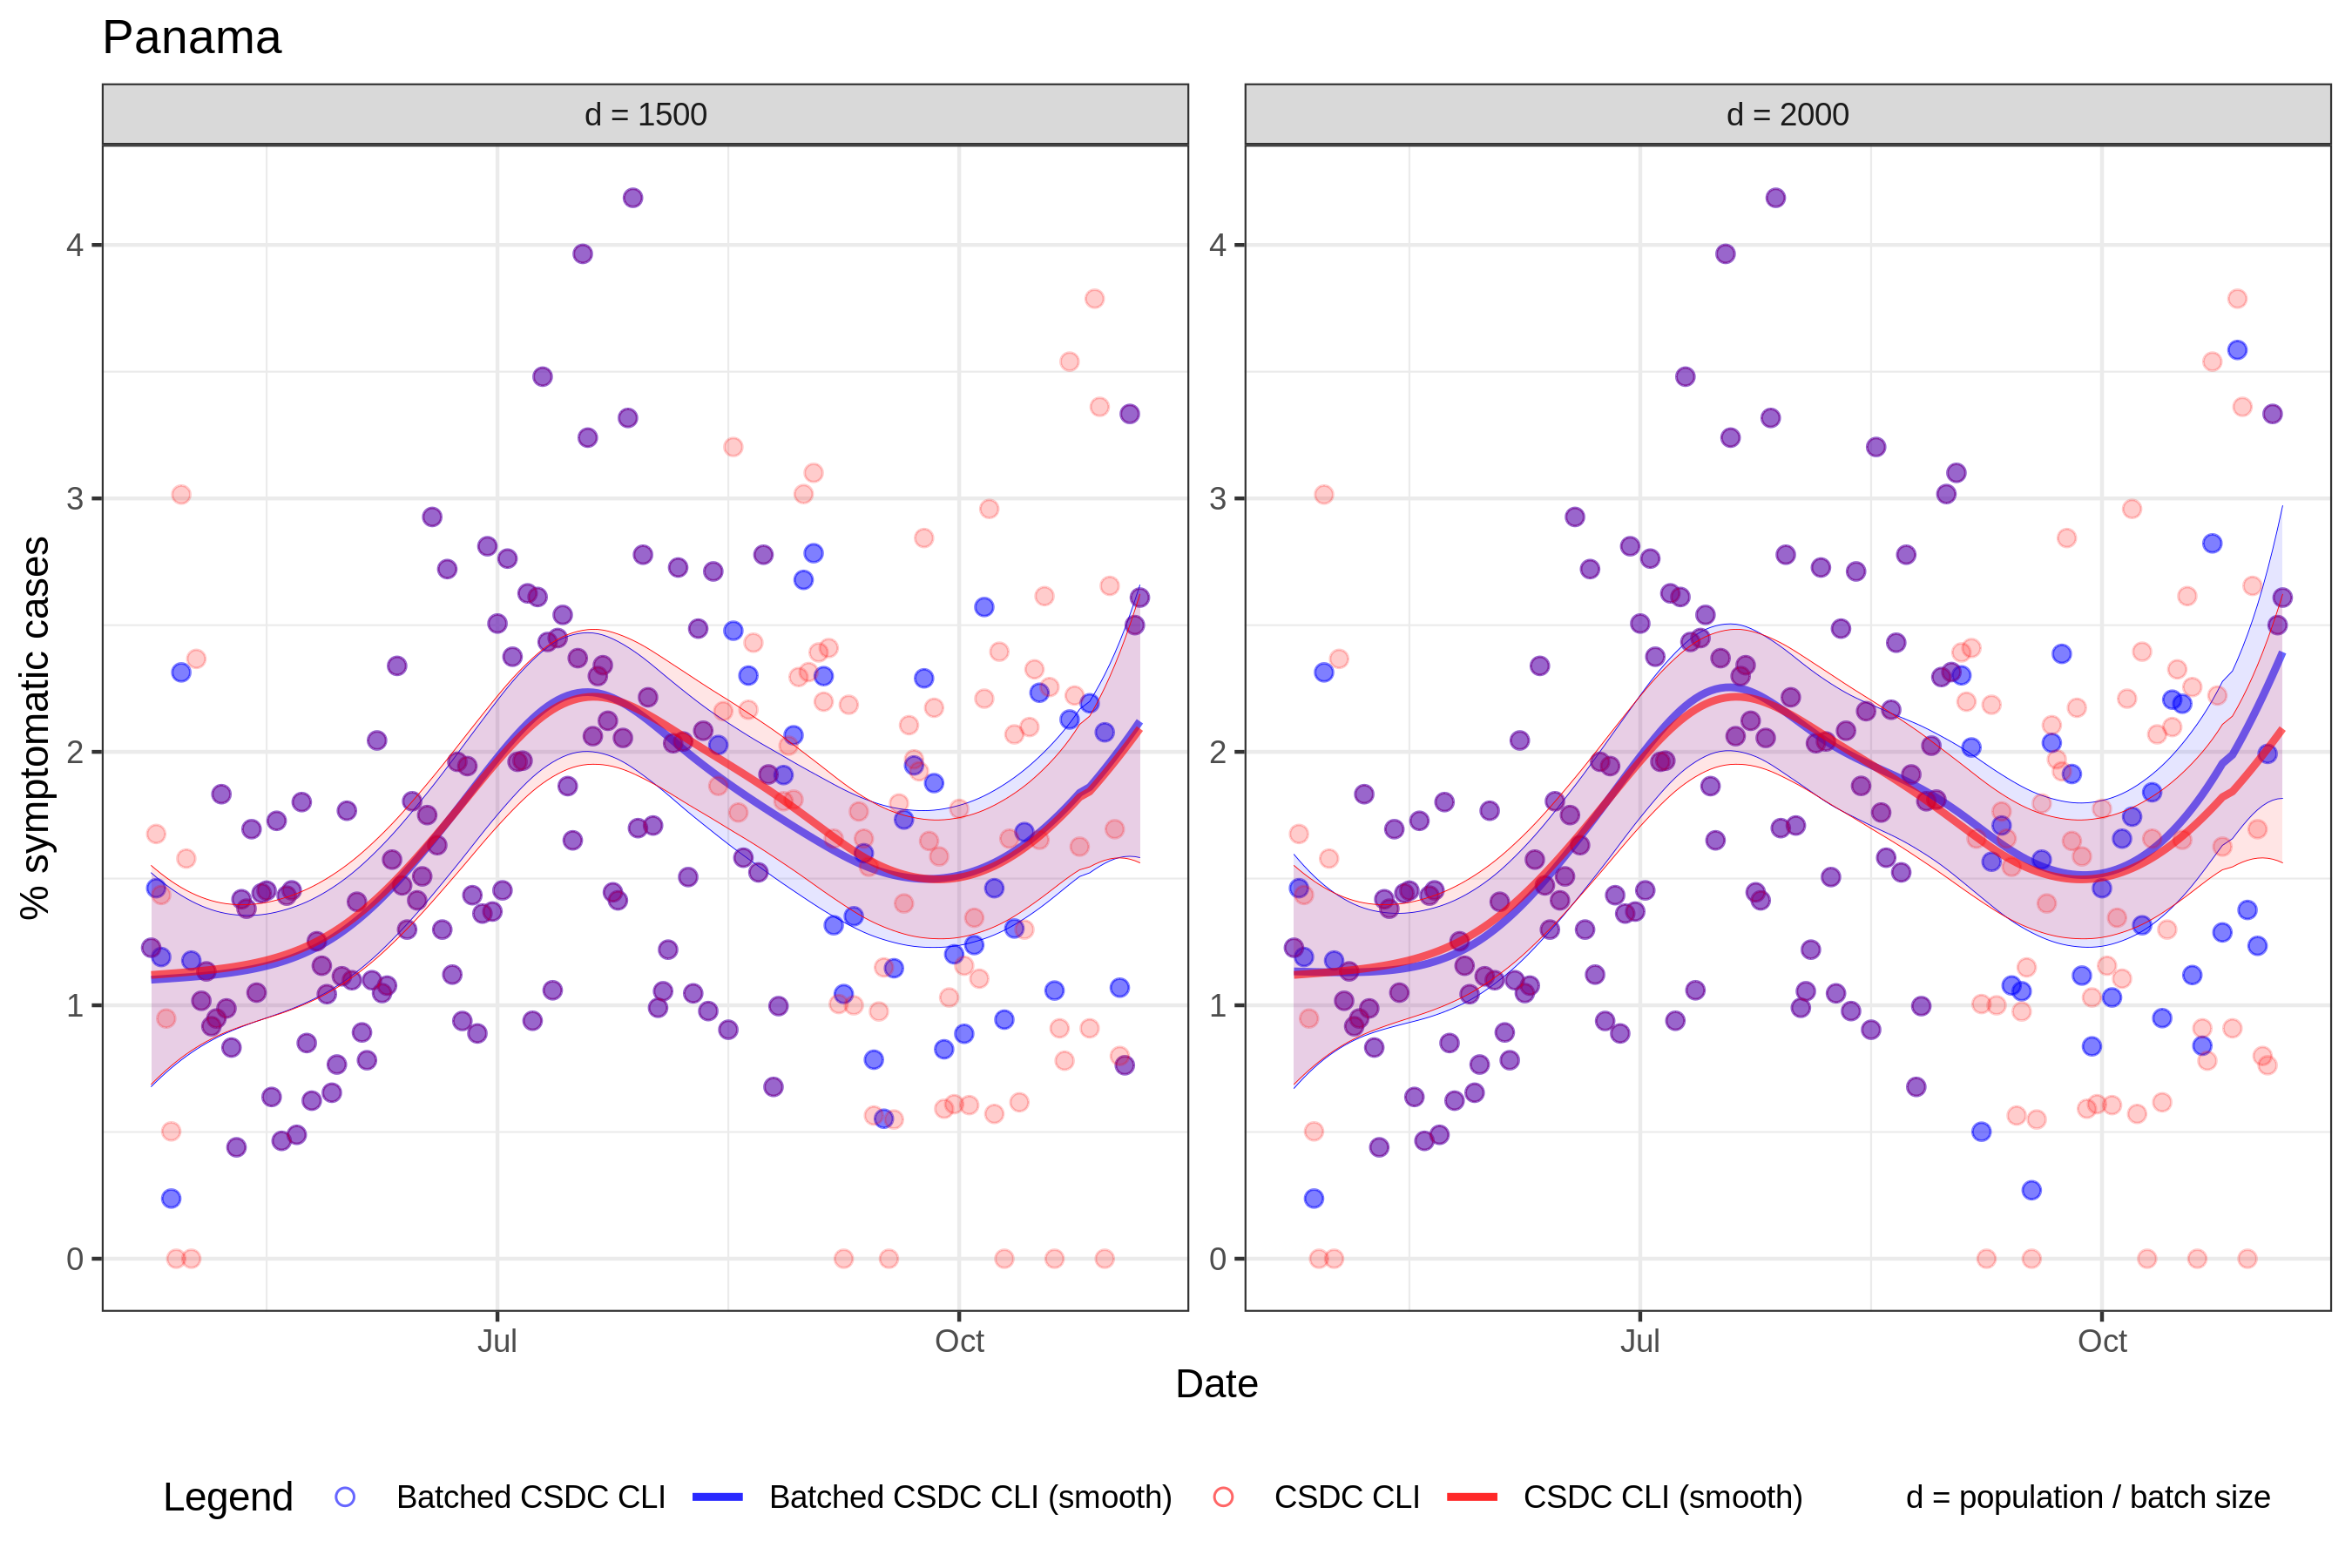 Panama
d = 1500
d = 2000
% symptomatic cases
4
3
2
1
0
4
3
2
1
0
Jul
Oct
Jul
Oct
Date
Legend
Batched CSDC CLI
Batched CSDC CLI (smooth)
CSDC CLI
CSDC CLI (smooth)
d = population / batch size